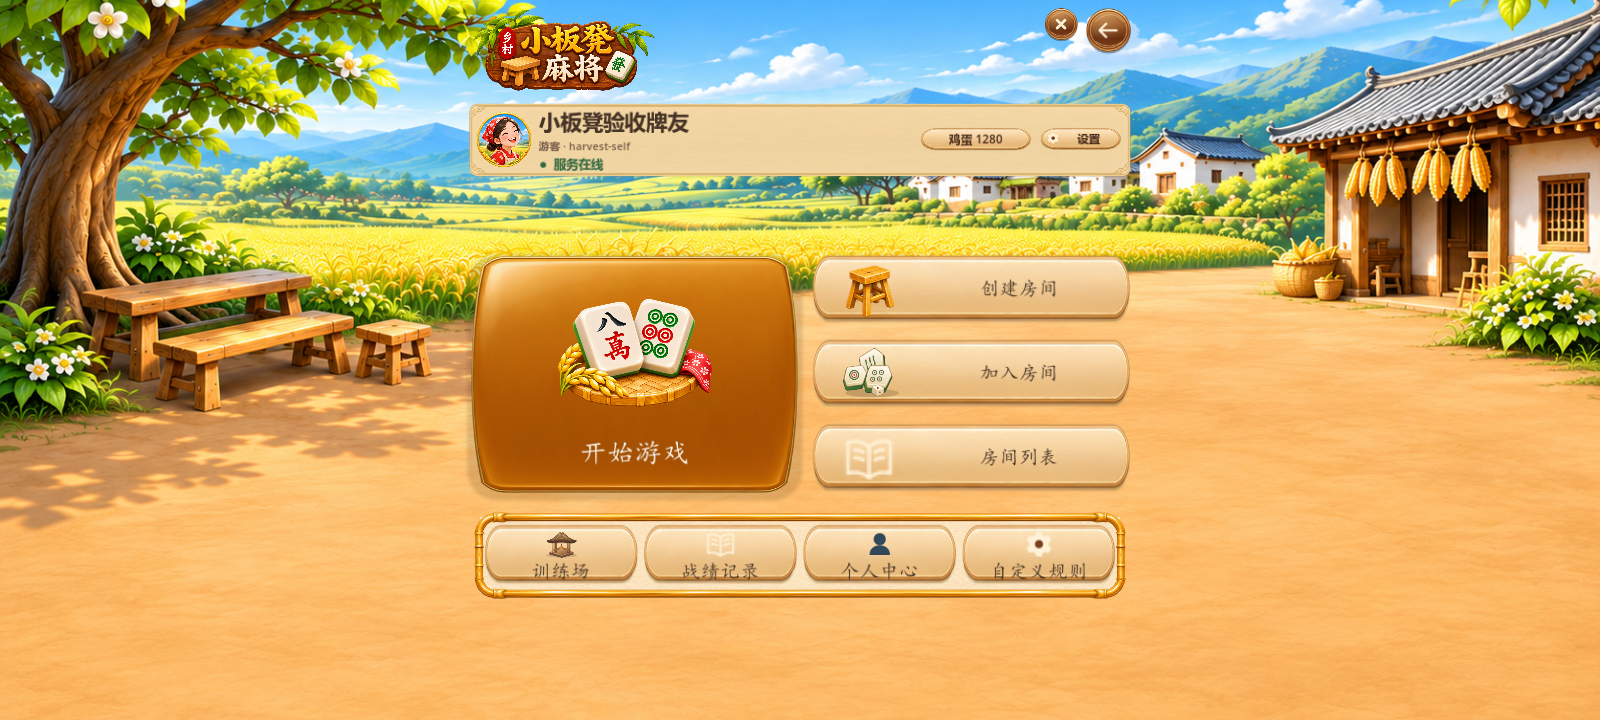 乡村
小板凳
麻将
發
小板凳验收牌友
游客 · harvest-self
● 服务在线
鸡蛋 1280
设置
八萬
开始游戏
创建房间
加入房间
房间列表
训练场
战绩记录
个人中心
自定义规则